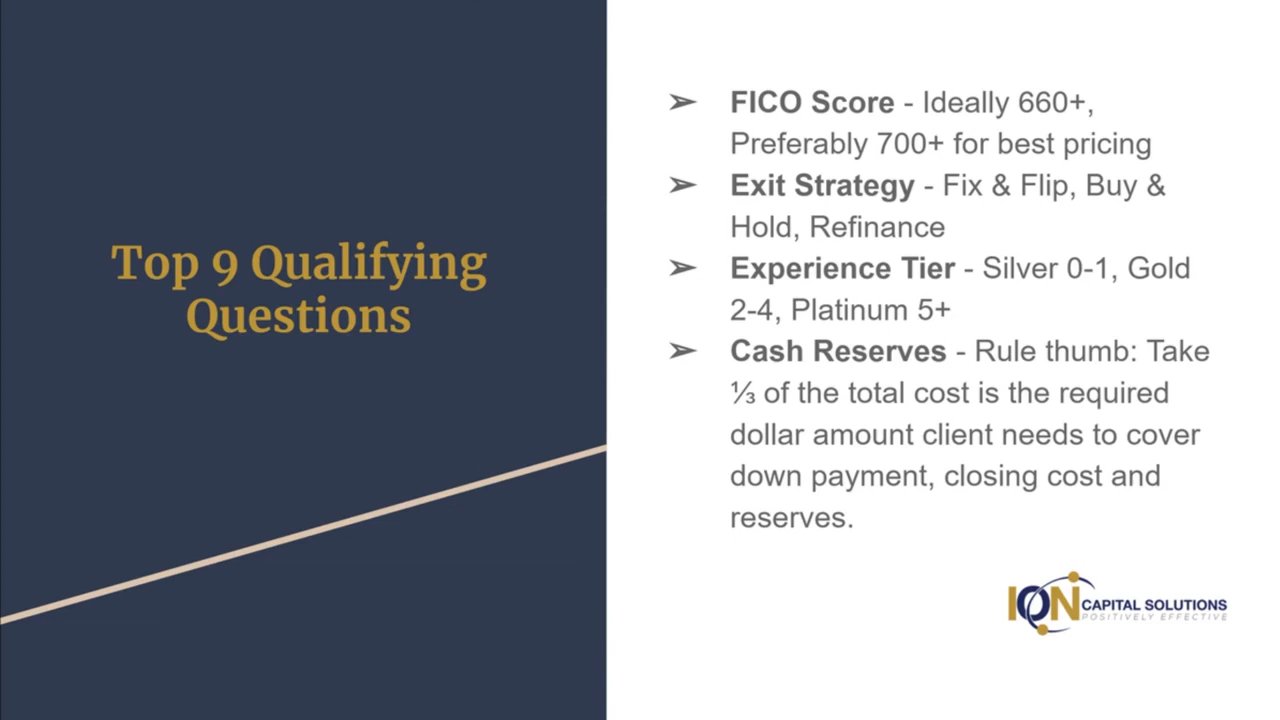 Top 9 Qualifying
Questions
➢ FICO Score - Ideally 660+,
Preferably 700+ for best pricing
➢ Exit Strategy - Fix & Flip, Buy &
Hold, Refinance
➢ Experience Tier - Silver 0-1, Gold
2-4, Platinum 5+
➢ Cash Reserves - Rule thumb: Take
⅓ of the total cost is the required
dollar amount client needs to cover
down payment, closing cost and
reserves.
ION CAPITAL SOLUTIONS
POSITIVELY EFFECTIVE